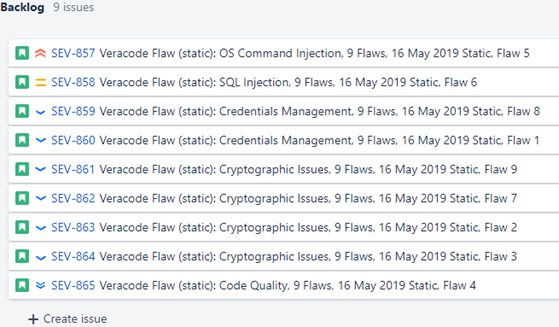 Backlog 9 issues
SEV-857 Veracode Flaw (static): OS Command Injection, 9 Flaws, 16 May 2019 Static, Flaw 5
SEV-858 Veracode Flaw (static): SQL Injection, 9 Flaws, 16 May 2019 Static, Flaw 6
SEV-859 Veracode Flaw (static): Credentials Management, 9 Flaws, 16 May 2019 Static, Flaw 8
SEV-860 Veracode Flaw (static): Credentials Management, 9 Flaws, 16 May 2019 Static, Flaw 1
SEV-861 Veracode Flaw (static): Cryptographic Issues, 9 Flaws, 16 May 2019 Static, Flaw 9
SEV-862 Veracode Flaw (static): Cryptographic Issues, 9 Flaws, 16 May 2019 Static, Flaw 7
SEV-863 Veracode Flaw (static): Cryptographic Issues, 9 Flaws, 16 May 2019 Static, Flaw 2
SEV-864 Veracode Flaw (static): Cryptographic Issues, 9 Flaws, 16 May 2019 Static, Flaw 3
SEV-865 Veracode Flaw (static): Code Quality, 9 Flaws, 16 May 2019 Static, Flaw 4
+ Create issue